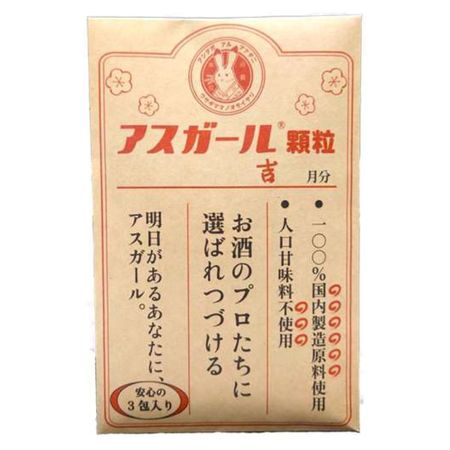 アスガール® 顆粒
吉 月分
● 一〇〇%国内製造原料使用
● 人口甘味料不使用
お酒のプロたちに
選ばれつづける
明日があるあなたに、
アスガール。
安心の
3包入り